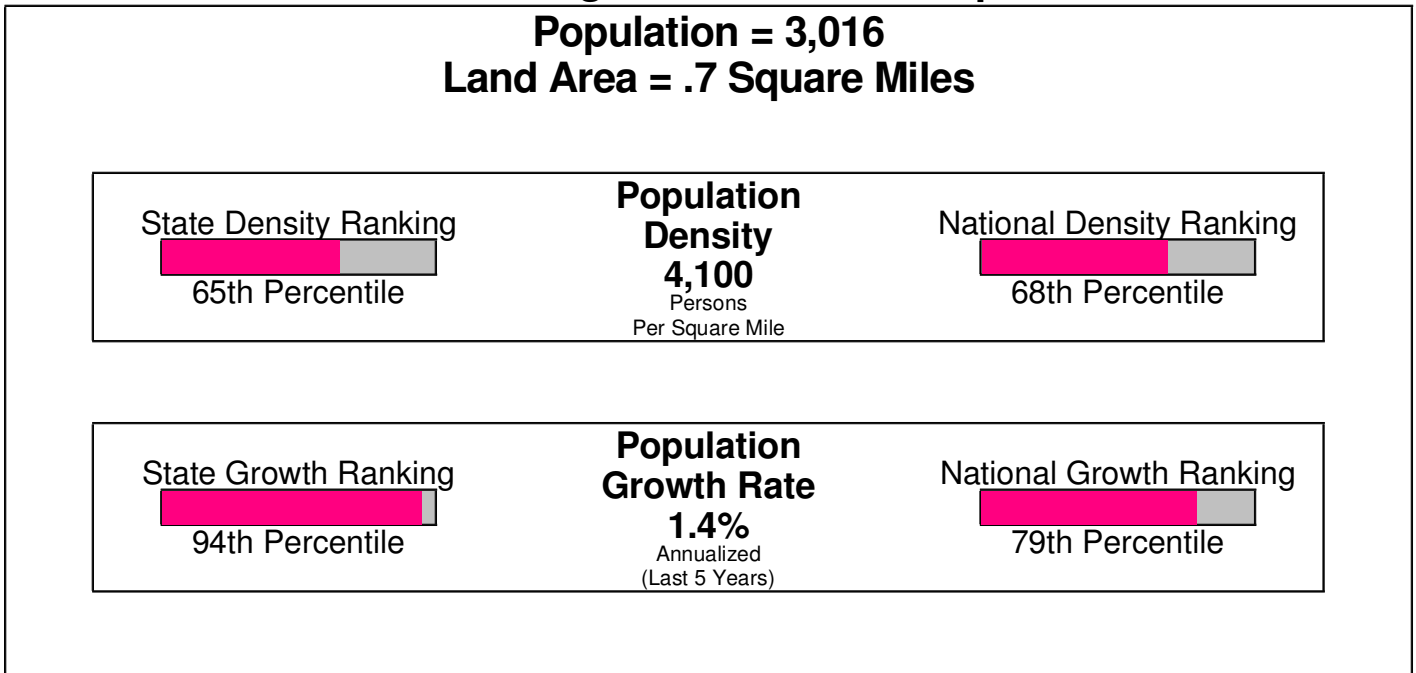 Population = 3,016
Land Area = .7 Square Miles
State Density Ranking
65th Percentile
Population
Density
4,100
Persons
Per Square Mile
National Density Ranking
68th Percentile
State Growth Ranking
94th Percentile
Population
Growth Rate
1.4%
Annualized
(Last 5 Years)
National Growth Ranking
79th Percentile